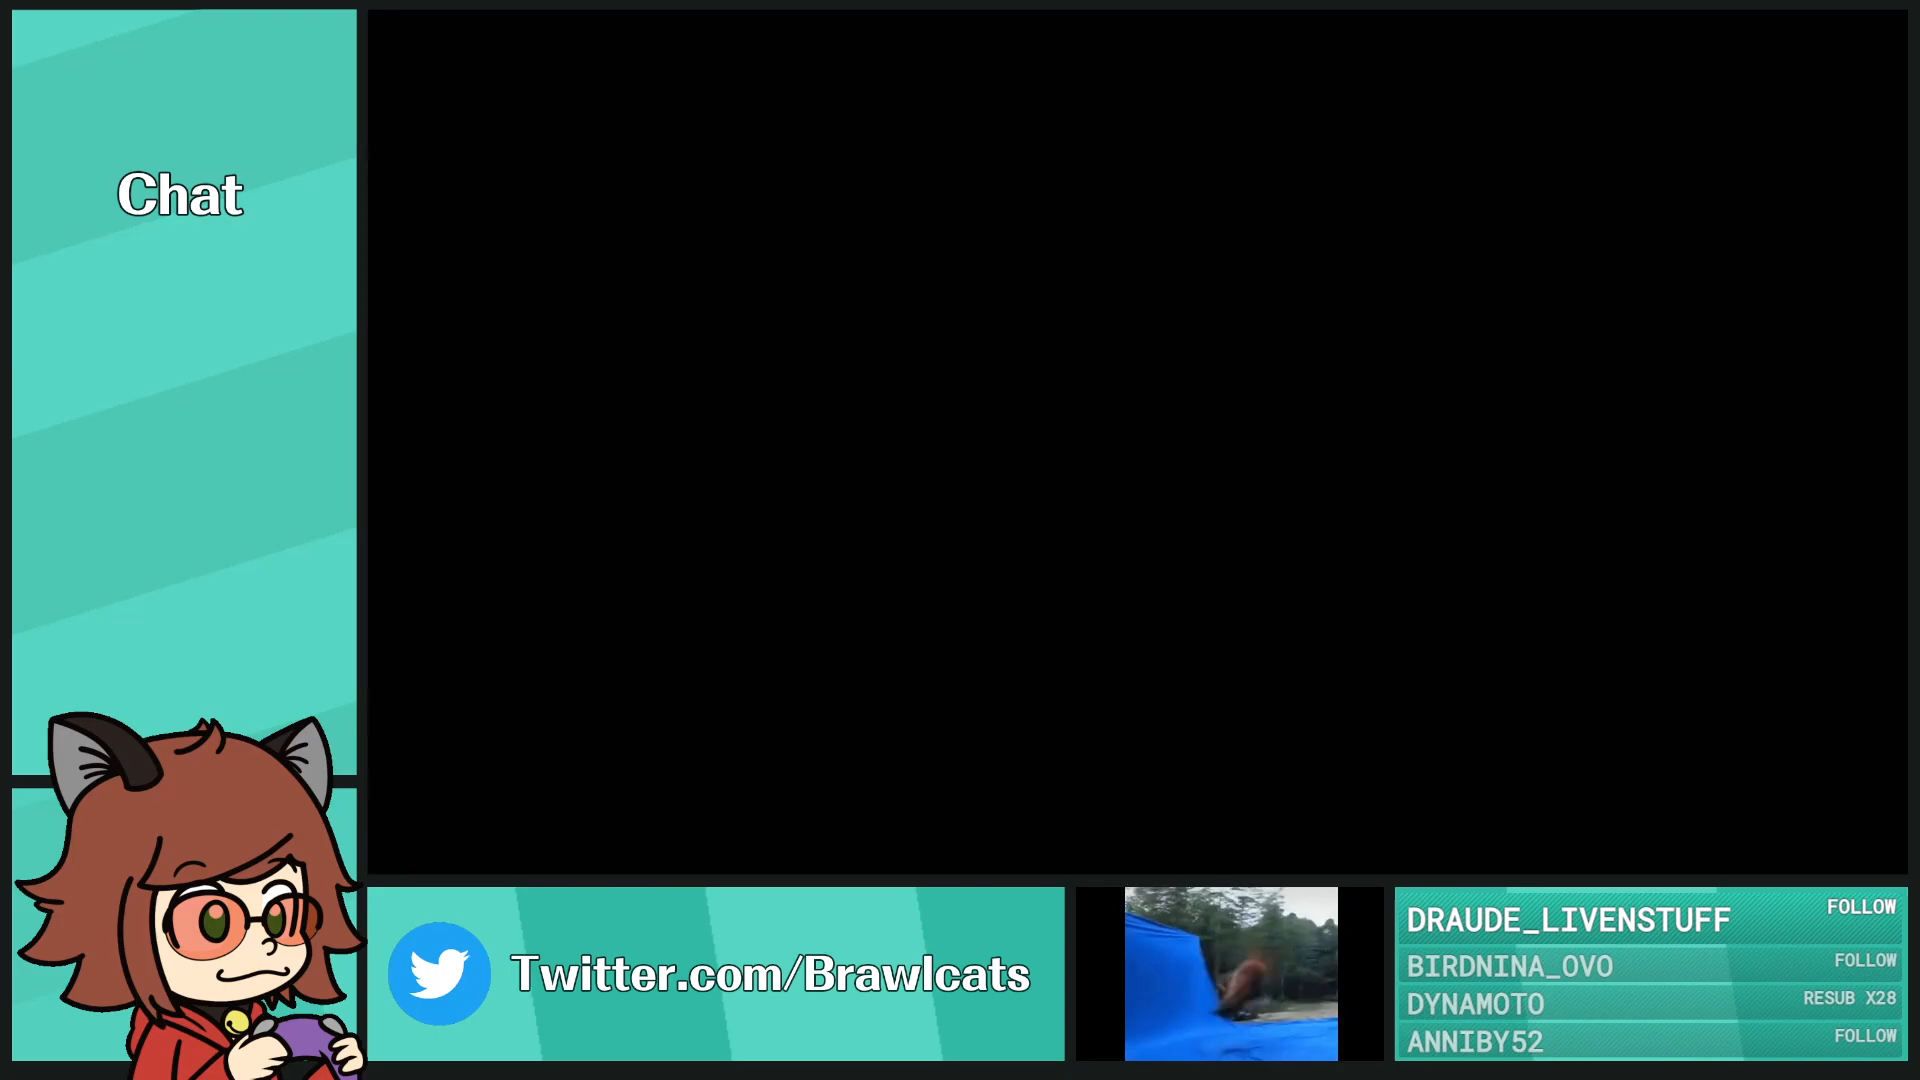 Chat
Twitter.com/Brawlcats
DRAUDE_LIVENSTUFF FOLLOW
BIRDNINA_OVO FOLLOW
DYNAMOTO RESUB X28
ANNIBY52 FOLLOW